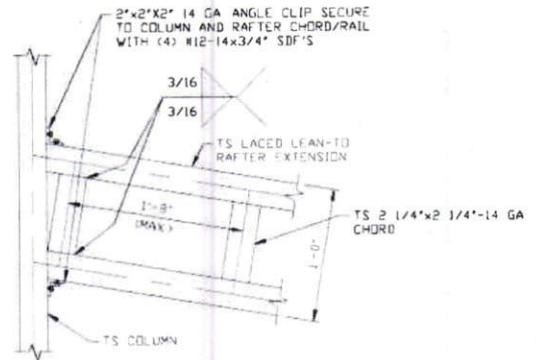 2"x2"X2" 14 GA ANGLE CLIP SECURE
TO COLUMN AND RAFTER CHORD/RAIL
WITH (4) #12-14x3/4" SDF'S
3/16
3/16
TS LACED LEAN-TO
RAFTER EXTENSION
1'-8"
(MAX)
TS 2 1/4"x2 1/4"-14 GA
CHORD
1'-0"
TS COLUMN